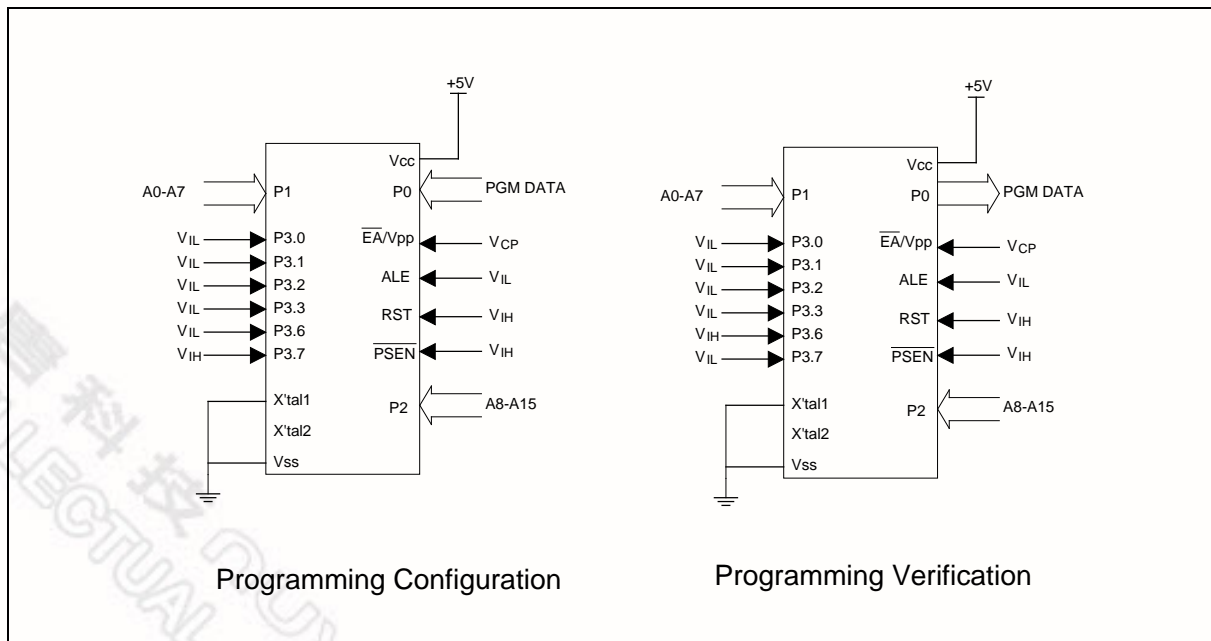 +5V
Vcc
A0-A7
P1
P0
PGM DATA
VIL
P3.0
EA/Vpp
VCP
VIL
P3.1
VIL
P3.2
ALE
VIL
VIL
P3.3
RST
VIH
VIL
P3.6
VIH
P3.7
PSEN
VIH
X'tal1
P2
A8-A15
X'tal2
Vss
Programming Configuration
+5V
Vcc
A0-A7
P1
P0
PGM DATA
VIL
P3.0
EA/Vpp
VCP
VIL
P3.1
VIL
P3.2
ALE
VIL
VIL
P3.3
RST
VIH
VIH
P3.6
VIL
P3.7
PSEN
VIH
X'tal1
P2
A8-A15
X'tal2
Vss
Programming Verification
科技